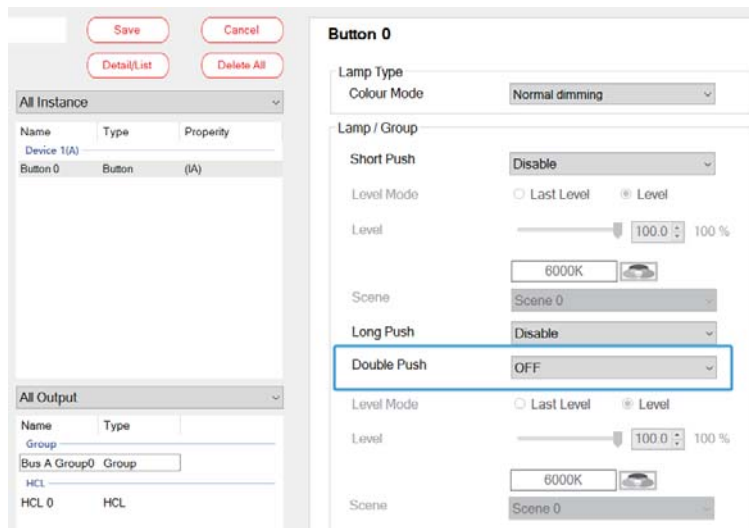 Save
Cancel
Detail/List
Delete All
All Instance
Name Type Properity
Device 1(A)
Button 0 Button (IA)
All Output
Name Type
Group
Bus A Group0 Group
HCL
HCL 0 HCL
Button 0
Lamp Type
Colour Mode Normal dimming
Lamp / Group
Short Push Disable
Level Mode Last Level Level
Level 100.0 100 %
6000K
Scene Scene 0
Long Push Disable
Double Push OFF
Level Mode Last Level Level
Level 100.0 100 %
6000K
Scene Scene 0